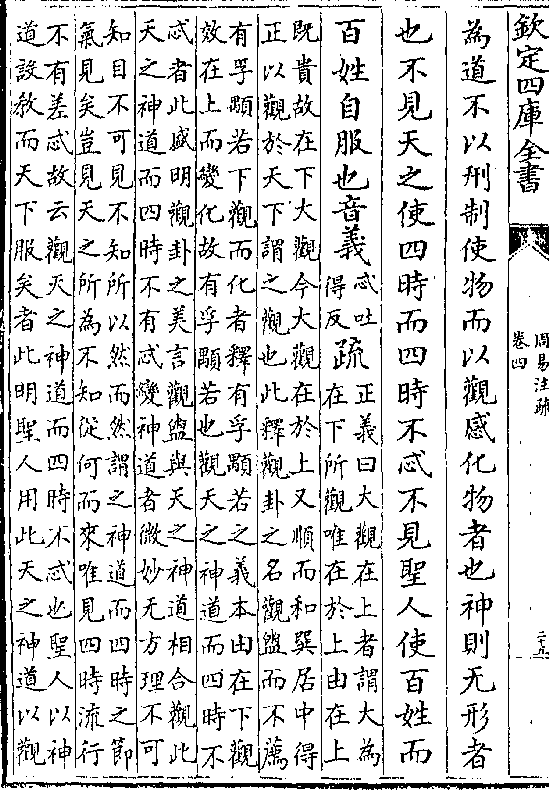 欽定四庫全書
周易注疏
卷四
為道不以刑制使物而以觀感化物者也神則无形者
也不見天之使四時而四時不忒不見聖人使百姓而
百姓自服也音義
忒吐
得反
疏
正義曰大觀在上者謂大為
在下所觀唯在於上由在上
既貴故在下大觀今大觀在於上又順而和巽居中得
正以觀於天下謂之觀也此釋觀卦之名觀盥而不薦
有孚顒若下觀而化者釋有孚顒若之義本由在下觀
效在上而變化故有孚顒若也觀天之神道而四時不
忒者此盛明觀卦之美言觀盥與天之神道相合觀此
天之神道而四時不有忒變神道者微妙无方理不可
知目不可見不知所以然而然謂之神道而四時之節
氣見矣豈見天之所為不知從何而來唯見四時流行
不有差忒故云觀天之神道而四時不忒也聖人以神
道設教而天下服矣者此明聖人用此天之神道以觀